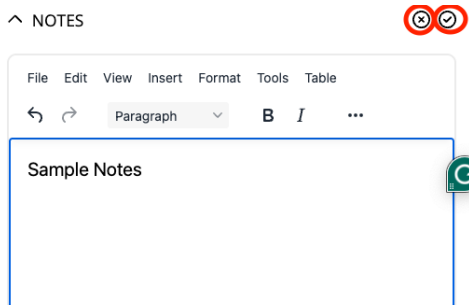 NOTES
File Edit View Insert Format Tools Table
Paragraph B I
Sample Notes